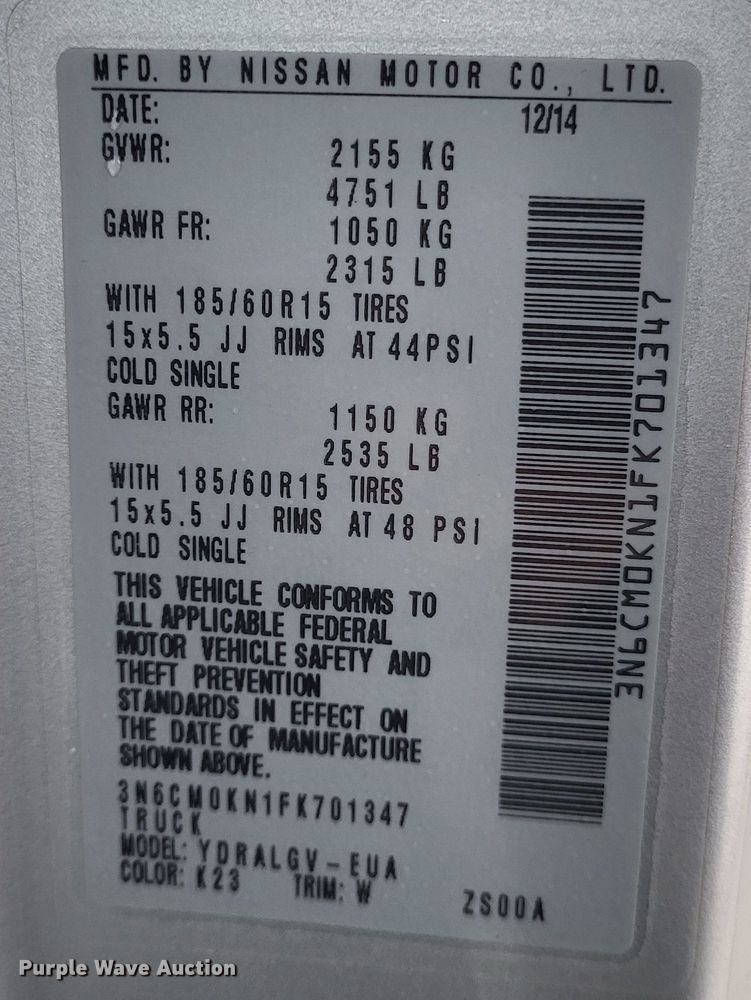 MFD. BY NISSAN MOTOR CO., LTD.
DATE: 12/14
GVWR: 2155 KG
4751 LB
GAWR FR: 1050 KG
2315 LB
WITH 185/60R15 TIRES
15x5.5 JJ RIMS AT 44PSI
COLD SINGLE
GAWR RR: 1150 KG
2535 LB
WITH 185/60R15 TIRES
15x5.5 JJ RIMS AT 48 PSI
COLD SINGLE
THIS VEHICLE CONFORMS TO
ALL APPLICABLE FEDERAL
MOTOR VEHICLE SAFETY AND
THEFT PREVENTION
STANDARDS IN EFFECT ON
THE DATE OF MANUFACTURE
SHOWN ABOVE.
3N6CM0KN1FK701347
TRUCK
MODEL: YDRALGV-EUA
COLOR: K23 TRIM: W
ZS00A
3N6CM0KN1FK701347
Purple Wave Auction